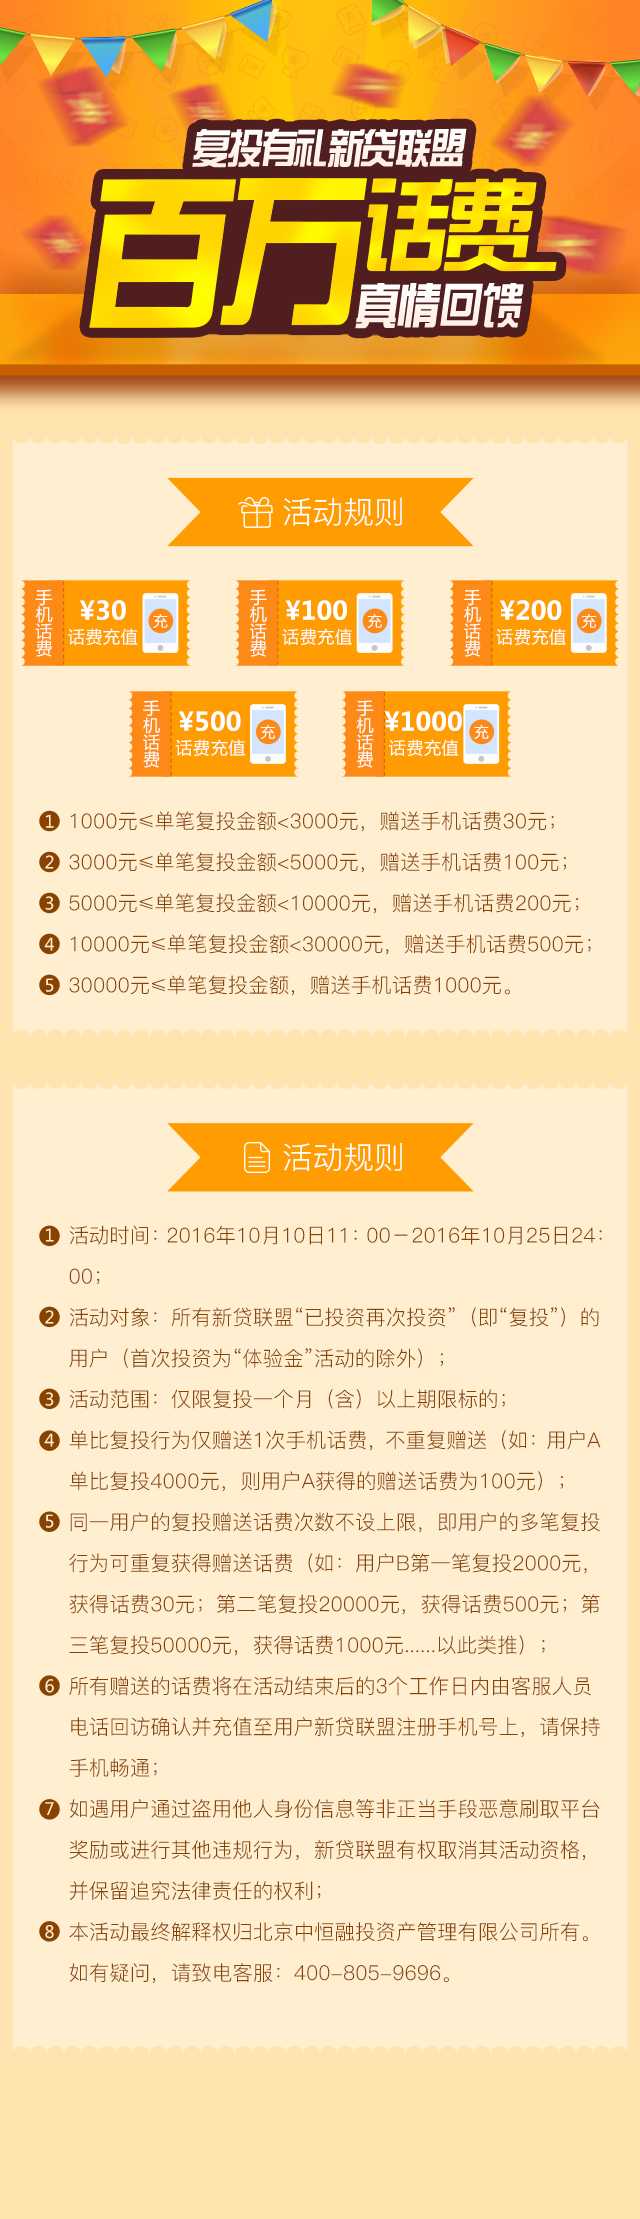 复投有礼新贷联盟
百万话费
真情回馈
活动规则
手机话费 ¥30 话费充值 充
手机话费 ¥100 话费充值 充
手机话费 ¥200 话费充值 充
手机话费 ¥500 话费充值 充
手机话费 ¥1000 话费充值 充
1 1000元≤单笔复投金额<3000元，赠送手机话费30元；
2 3000元≤单笔复投金额<5000元，赠送手机话费100元；
3 5000元≤单笔复投金额<10000元，赠送手机话费200元；
4 10000元≤单笔复投金额<30000元，赠送手机话费500元；
5 30000元≤单笔复投金额，赠送手机话费1000元。
活动规则
1 活动时间：2016年10月10日11：00－2016年10月25日24：
00；
2 活动对象：所有新贷联盟“已投资再次投资”（即“复投”）的
用户（首次投资为“体验金”活动的除外）；
3 活动范围：仅限复投一个月（含）以上期限标的；
4 单比复投行为仅赠送1次手机话费，不重复赠送（如：用户A
单比复投4000元，则用户A获得的赠送话费为100元）；
5 同一用户的复投赠送话费次数不设上限，即用户的多笔复投
行为可重复获得赠送话费（如：用户B第一笔复投2000元，
获得话费30元；第二笔复投20000元，获得话费500元；第
三笔复投50000元，获得话费1000元......以此类推）；
6 所有赠送的话费将在活动结束后的3个工作日内由客服人员
电话回访确认并充值至用户新贷联盟注册手机号上，请保持
手机畅通；
7 如遇用户通过盗用他人身份信息等非正当手段恶意刷取平台
奖励或进行其他违规行为，新贷联盟有权取消其活动资格，
并保留追究法律责任的权利；
8 本活动最终解释权归北京中恒融投资产管理有限公司所有。
如有疑问，请致电客服：400-805-9696。